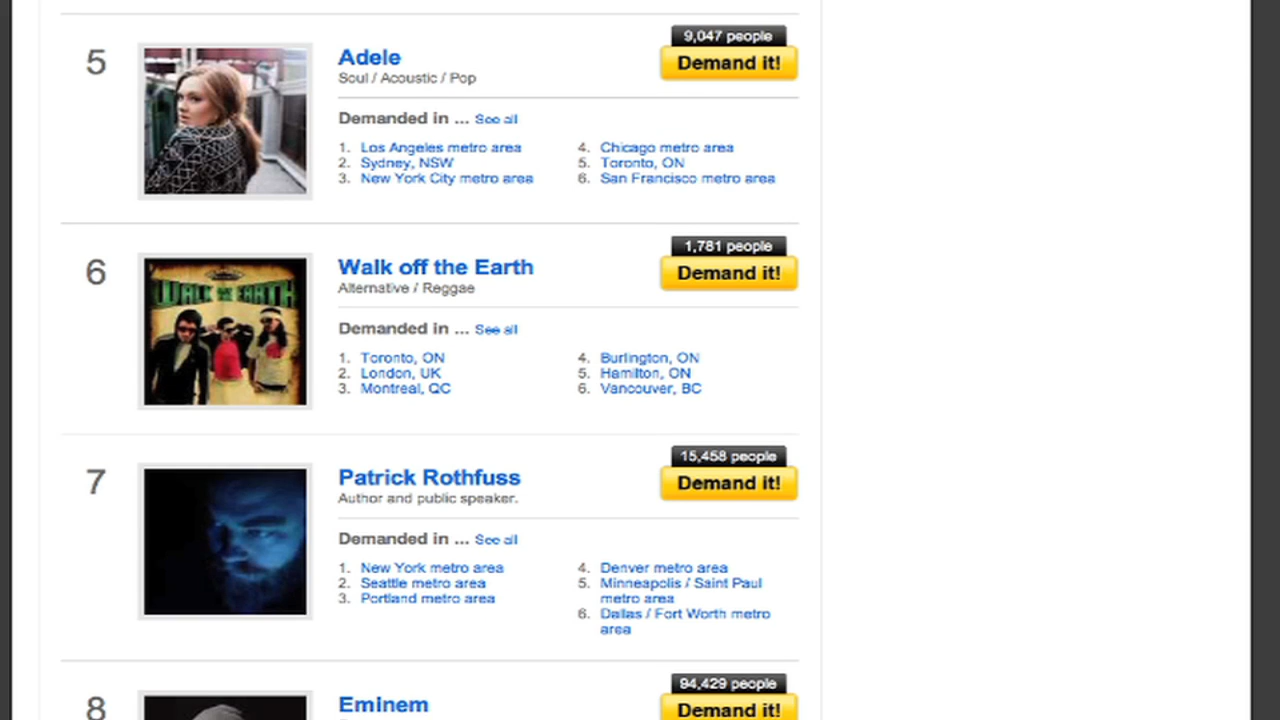 9,047 people
5
Adele
Demand it!
Soul / Acoustic / Pop
Demanded in ... See all
1. Los Angeles metro area
2. Sydney, NSW
3. New York City metro area
4. Chicago metro area
5. Toronto, ON
6. San Francisco metro area
1,781 people
6
Walk off the Earth
Demand it!
Alternative / Reggae
WALK OFF THE EARTH
Demanded in ... See all
1. Toronto, ON
2. London, UK
3. Montreal, QC
4. Burlington, ON
5. Hamilton, ON
6. Vancouver, BC
15,458 people
7
Patrick Rothfuss
Demand it!
Author and public speaker.
Demanded in ... See all
1. New York metro area
2. Seattle metro area
3. Portland metro area
4. Denver metro area
5. Minneapolis / Saint Paul
metro area
6. Dallas / Fort Worth metro
area
94,429 people
8
Eminem
Demand it!